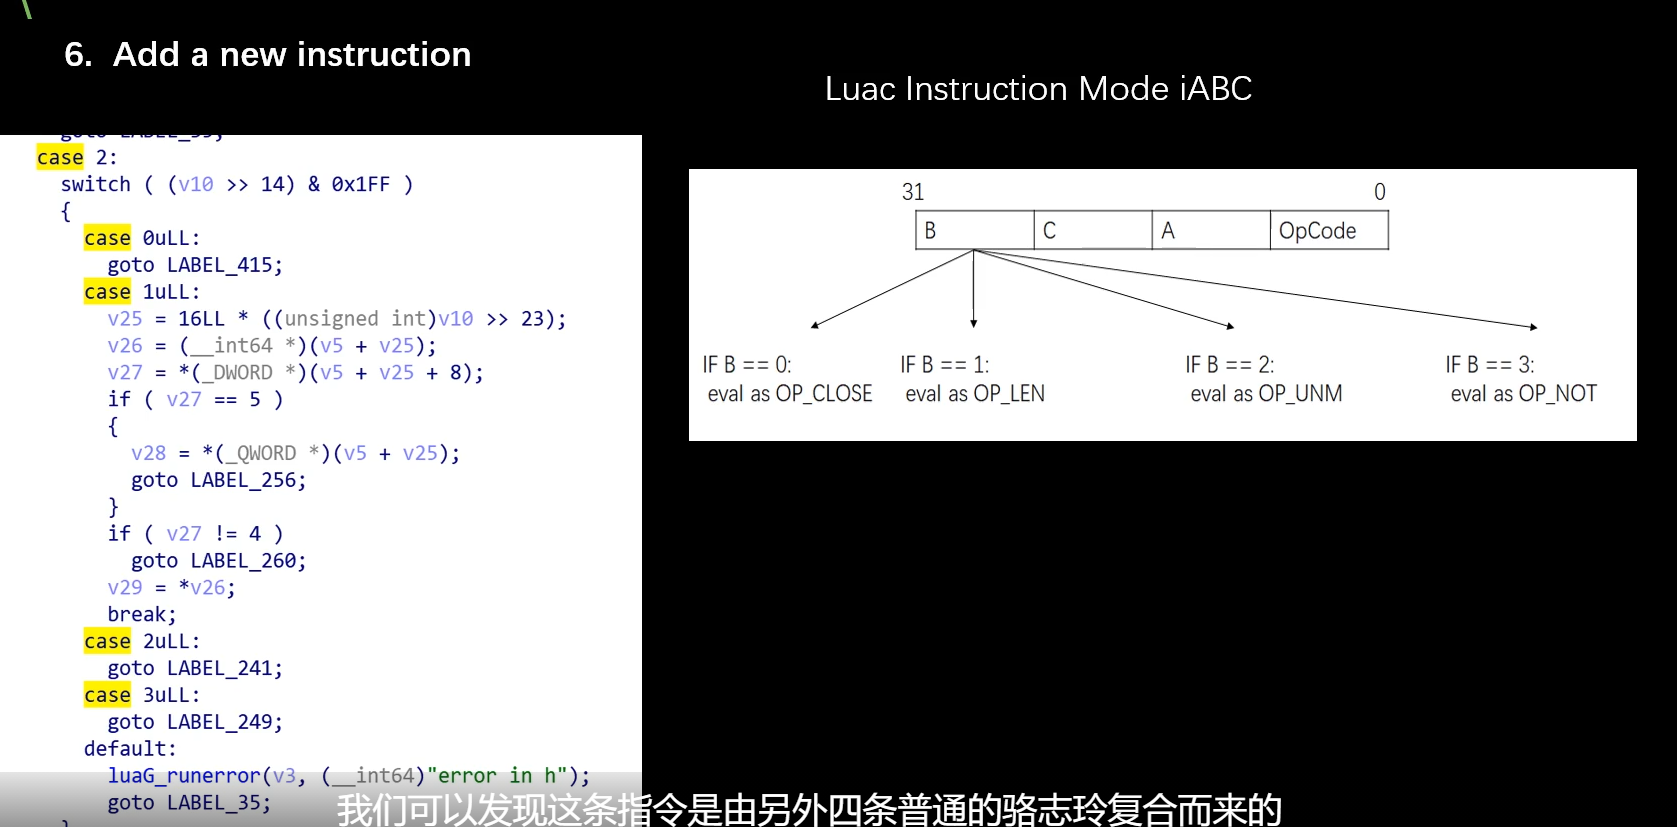 6. Add a new instruction
Luac Instruction Mode iABC
goto LABEL_35;
case 2:
switch ( (v10 >> 14) & 0x1FF )
{
case 0uLL:
goto LABEL_415;
case 1uLL:
v25 = 16LL * ((unsigned int)v10 >> 23);
v26 = (__int64 *)(v5 + v25);
v27 = *(_DWORD *)(v5 + v25 + 8);
if ( v27 == 5 )
{
v28 = *(_QWORD *)(v5 + v25);
goto LABEL_256;
}
if ( v27 != 4 )
goto LABEL_260;
v29 = *v26;
break;
case 2uLL:
goto LABEL_241;
case 3uLL:
goto LABEL_249;
default:
luaG_runerror(v3, (__int64)"error in h");
goto LABEL_35;
}
31 0
B C A OpCode
IF B == 0:
eval as OP_CLOSE
IF B == 1:
eval as OP_LEN
IF B == 2:
eval as OP_UNM
IF B == 3:
eval as OP_NOT
我们可以发现这条指令是由另外四条普通的骆志玲复合而来的